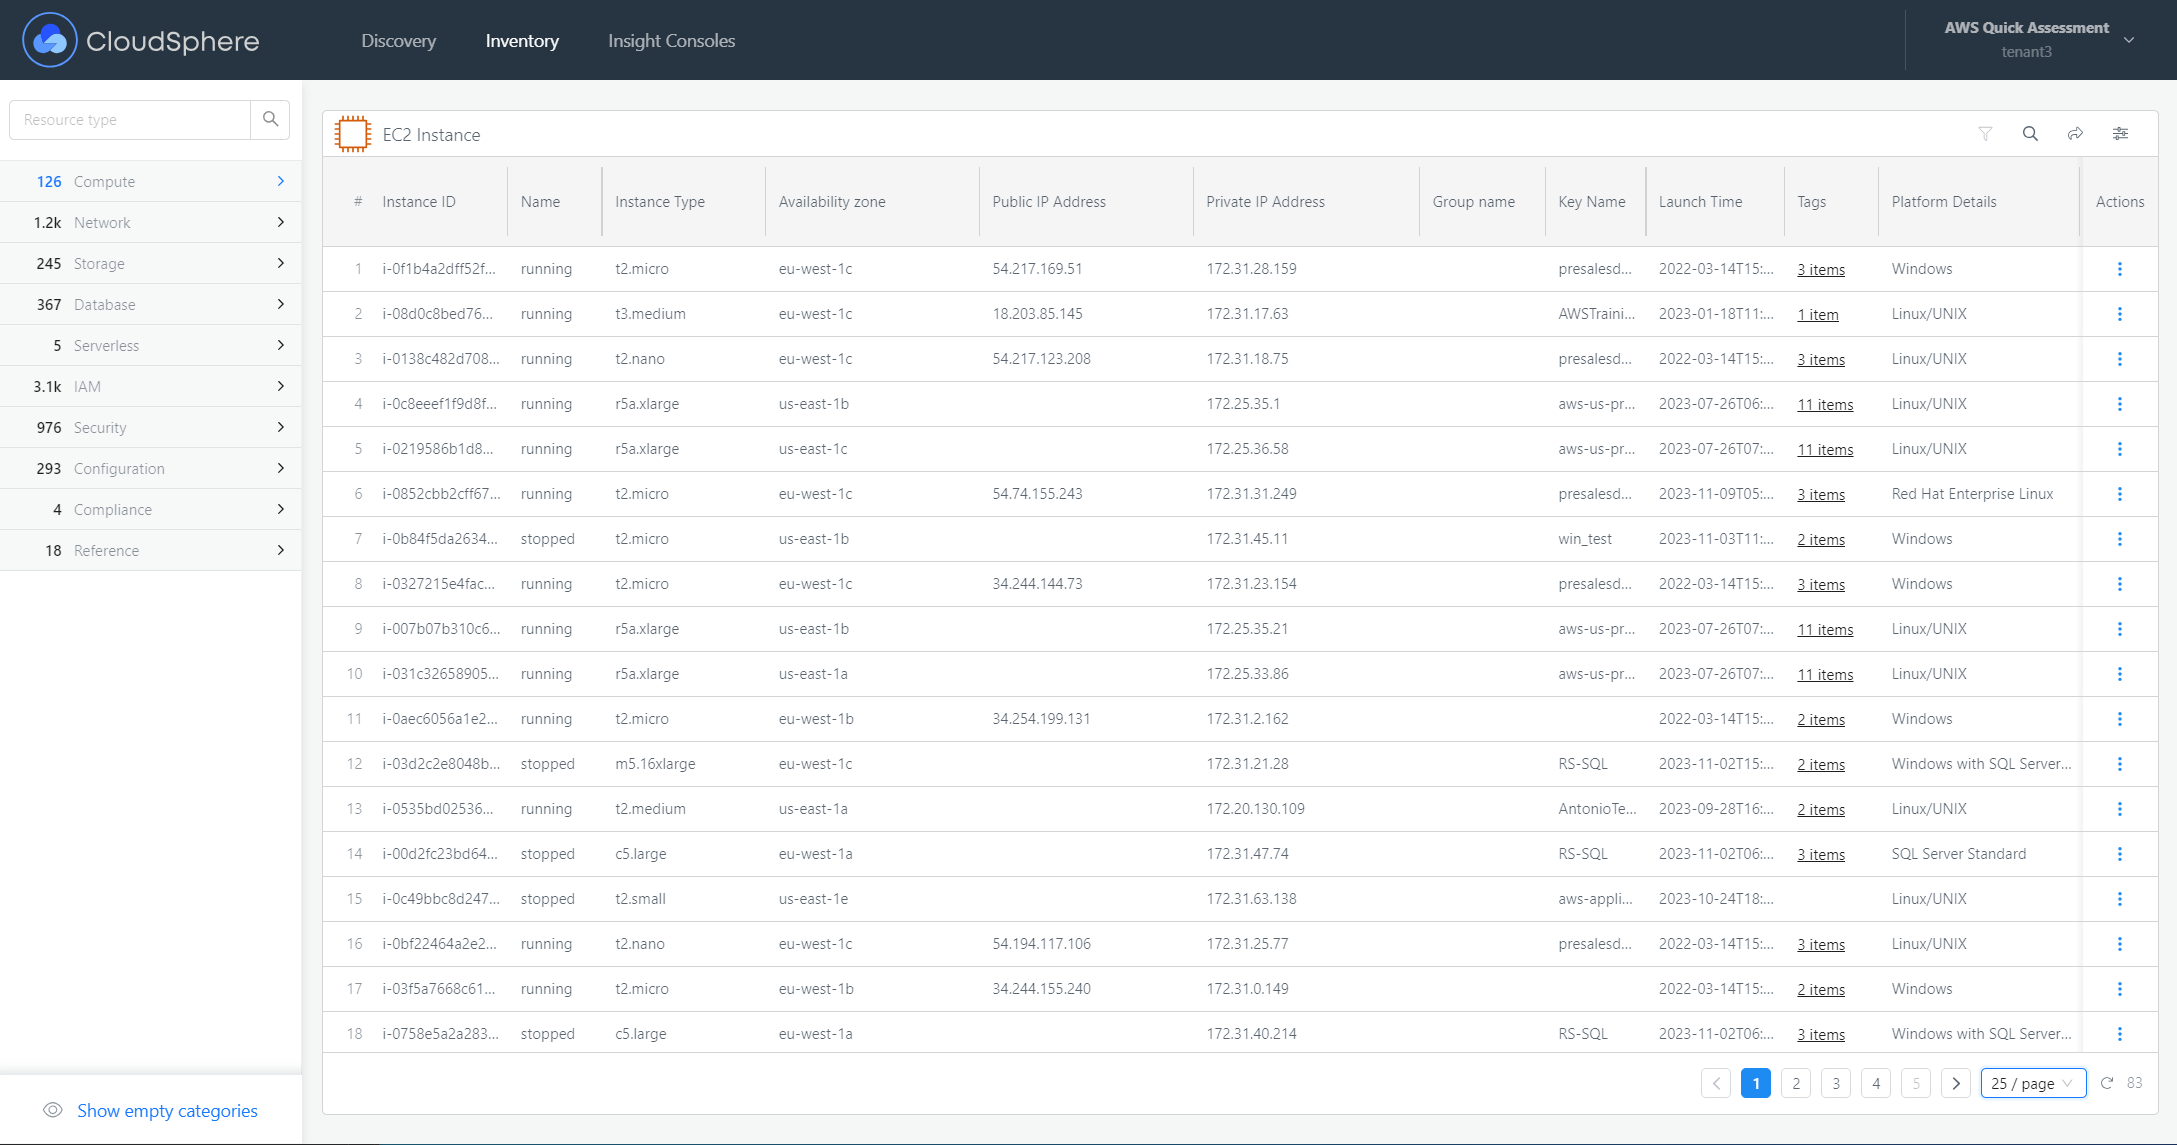 CloudSphere Discovery Inventory Insight Consoles AWS Quick Assessment
tenant3
Resource type
126 Compute
1.2k Network
245 Storage
367 Database
5 Serverless
3.1k IAM
976 Security
293 Configuration
4 Compliance
18 Reference
Show empty categories
EC2 Instance
# Instance ID Name Instance Type Availability zone Public IP Address Private IP Address Group name Key Name Launch Time Tags Platform Details Actions
1 i-0f1b4a2dff52f... running t2.micro eu-west-1c 54.217.169.51 172.31.28.159 presalesd... 2022-03-14T15:... 3 items Windows
2 i-08d0c8bed76... running t3.medium eu-west-1c 18.203.85.145 172.31.17.63 AWSTraini... 2023-01-18T11:... 1 item Linux/UNIX
3 i-0138c482d708... running t2.nano eu-west-1c 54.217.123.208 172.31.18.75 presalesd... 2022-03-14T15:... 3 items Linux/UNIX
4 i-0c8eeef1f9d8f... running r5a.xlarge us-east-1b 172.25.35.1 aws-us-pr... 2023-07-26T06:... 11 items Linux/UNIX
5 i-0219586b1d8... running r5a.xlarge us-east-1c 172.25.36.58 aws-us-pr... 2023-07-26T07:... 11 items Linux/UNIX
6 i-0852cbb2cff67... running t2.micro eu-west-1c 54.74.155.243 172.31.31.249 presalesd... 2023-11-09T05:... 3 items Red Hat Enterprise Linux
7 i-0b84f5da2634... stopped t2.micro us-east-1b 172.31.45.11 win_test 2023-11-03T11:... 2 items Windows
8 i-0327215e4fac... running t2.micro eu-west-1c 34.244.144.73 172.31.23.154 presalesd... 2022-03-14T15:... 3 items Windows
9 i-007b07b310c6... running r5a.xlarge us-east-1b 172.25.35.21 aws-us-pr... 2023-07-26T07:... 11 items Linux/UNIX
10 i-031c32658905... running r5a.xlarge us-east-1a 172.25.33.86 aws-us-pr... 2023-07-26T07:... 11 items Linux/UNIX
11 i-0aec6056a1e2... running t2.micro eu-west-1b 34.254.199.131 172.31.2.162 2022-03-14T15:... 2 items Windows
12 i-03d2c2e8048b... stopped m5.16xlarge eu-west-1c 172.31.21.28 RS-SQL 2023-11-02T15:... 2 items Windows with SQL Server...
13 i-0535bd02536... running t2.medium us-east-1a 172.20.130.109 AntonioTe... 2023-09-28T16:... 2 items Linux/UNIX
14 i-00d2fc23bd64... stopped c5.large eu-west-1a 172.31.47.74 RS-SQL 2023-11-02T06:... 3 items SQL Server Standard
15 i-0c49bbc8d247... stopped t2.small us-east-1e 172.31.63.138 aws-appli... 2023-10-24T18:... Linux/UNIX
16 i-0bf22464a2e2... running t2.nano eu-west-1c 54.194.117.106 172.31.25.77 presalesd... 2022-03-14T15:... 3 items Linux/UNIX
17 i-03f5a7668c61... running t2.micro eu-west-1b 34.244.155.240 172.31.0.149 2022-03-14T15:... 2 items Windows
18 i-0758e5a2a283... stopped c5.large eu-west-1a 172.31.40.214 RS-SQL 2023-11-02T06:... 3 items Windows with SQL Server...
1 2 3 4 5 25 / page 83